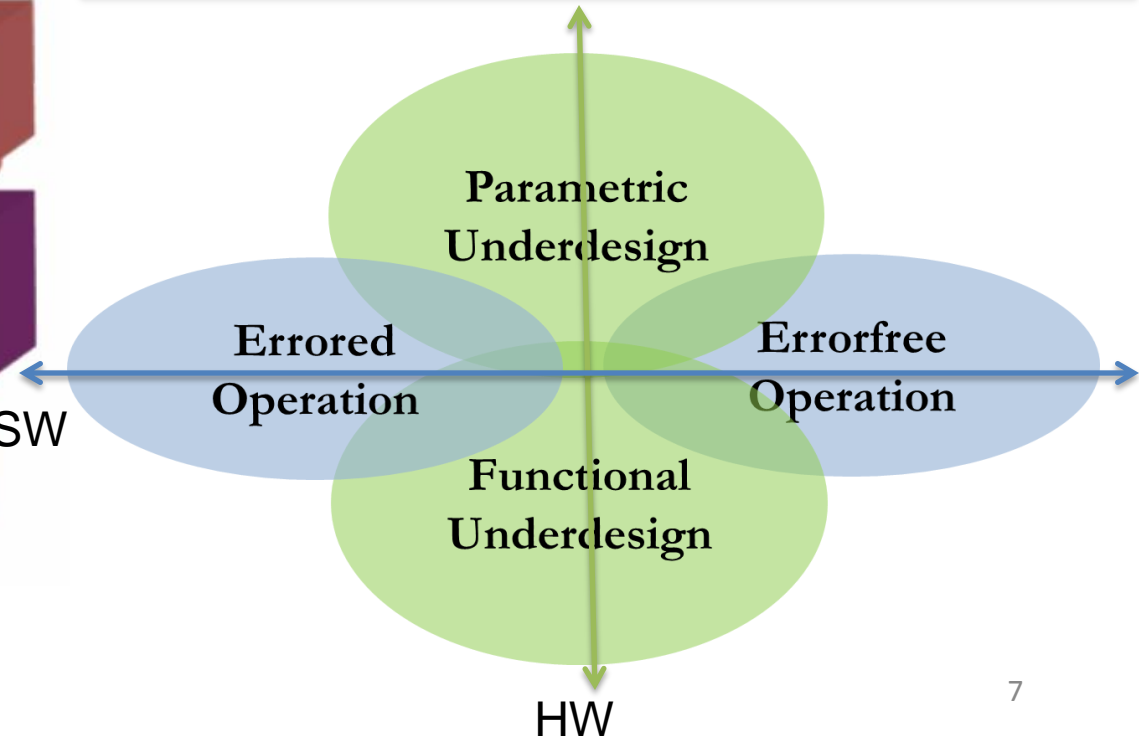 Parametric
Underdesign
Errored
Operation
Errorfree
Operation
SW
Functional
Underdesign
7
HW